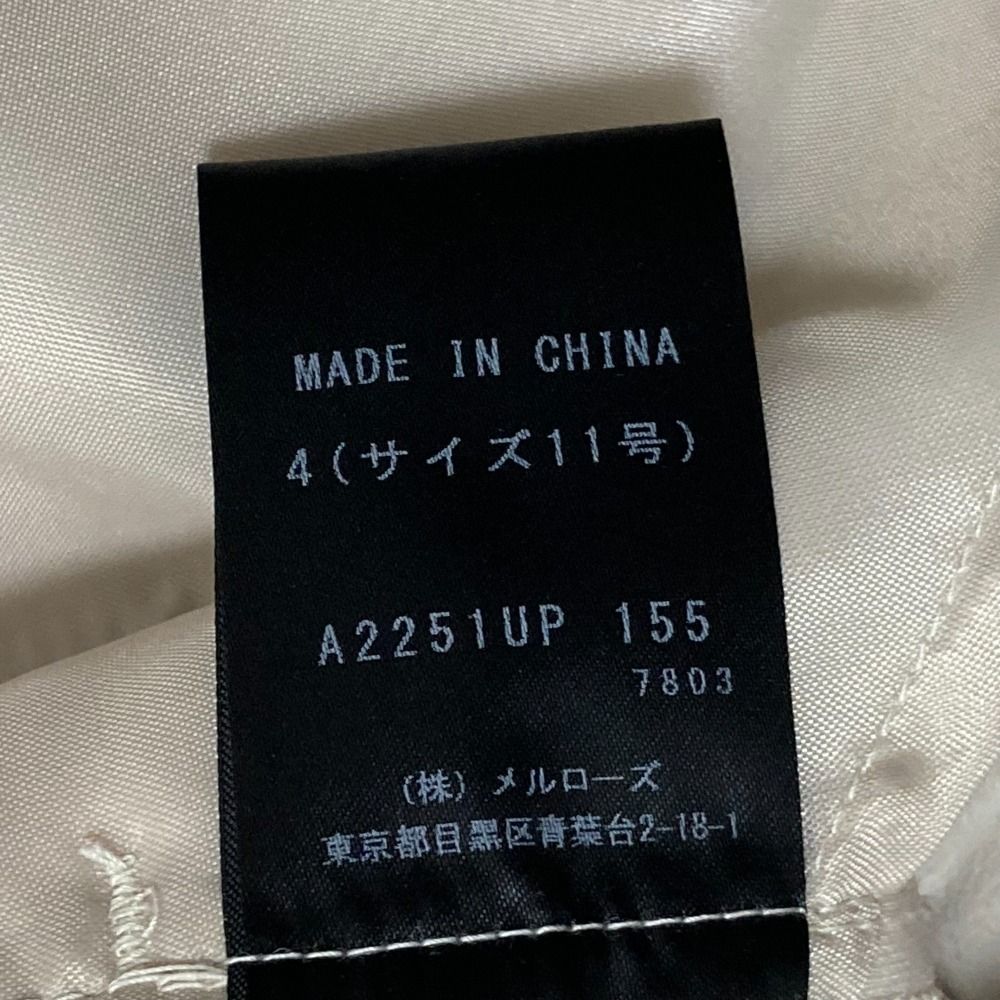 MADE IN CHINA
4(サイズ11号)
A2251UP 155
7803
(株)メルローズ
東京都目黒区青葉台2-18-1